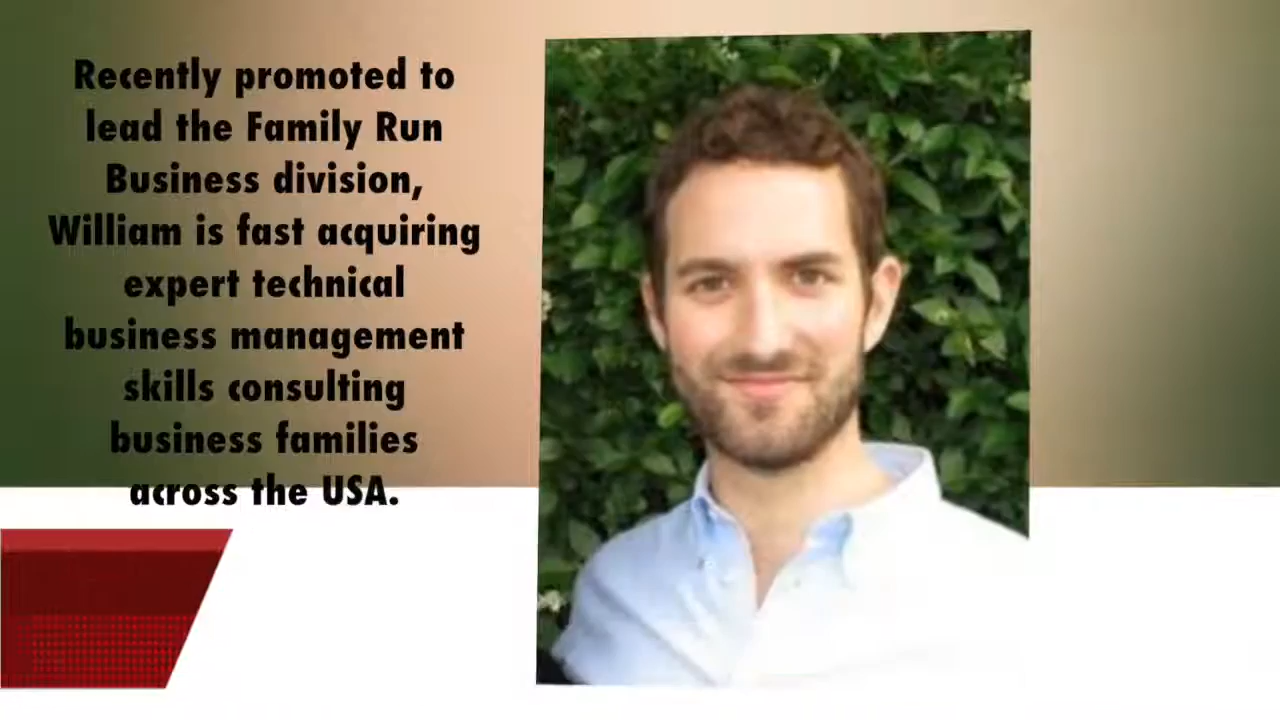 Recently promoted to
lead the Family Run
Business division,
William is fast acquiring
expert technical
business management
skills consulting
business families
across the USA.